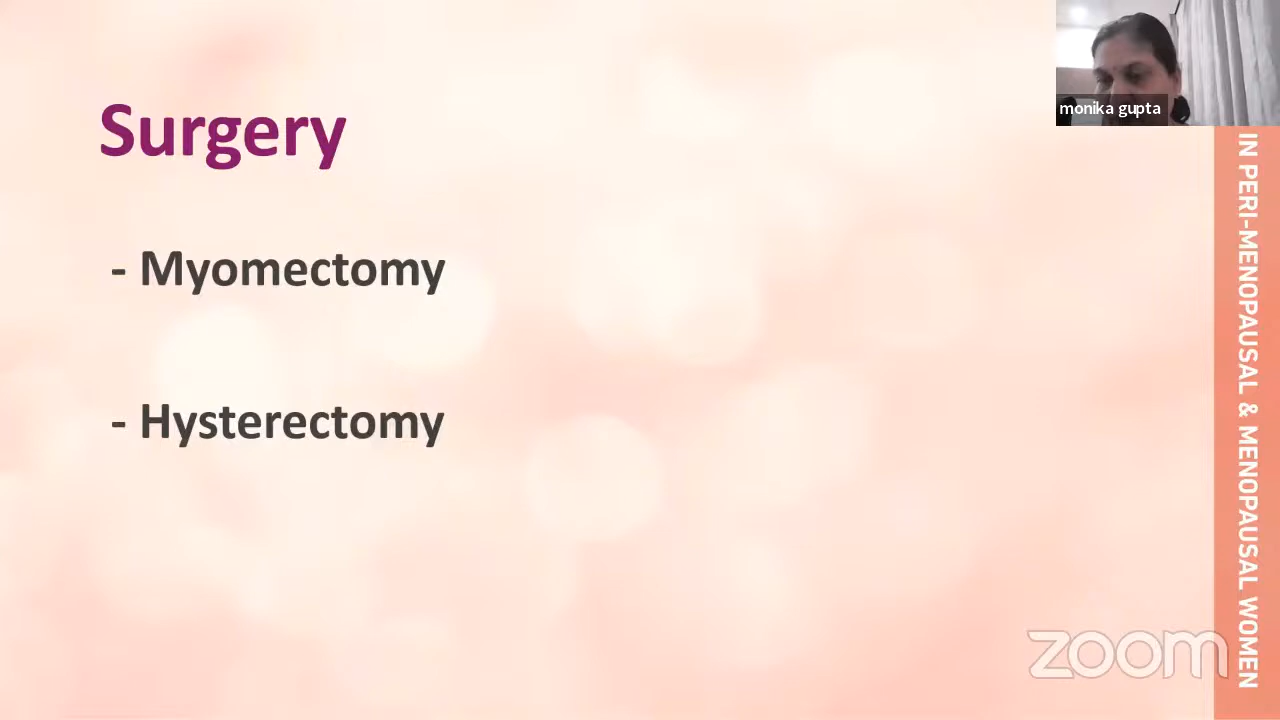 monika gupta
Surgery
- Myomectomy
- Hysterectomy
IN PERI-MENOPAUSAL & MENOPAUSAL WOMEN
zoom